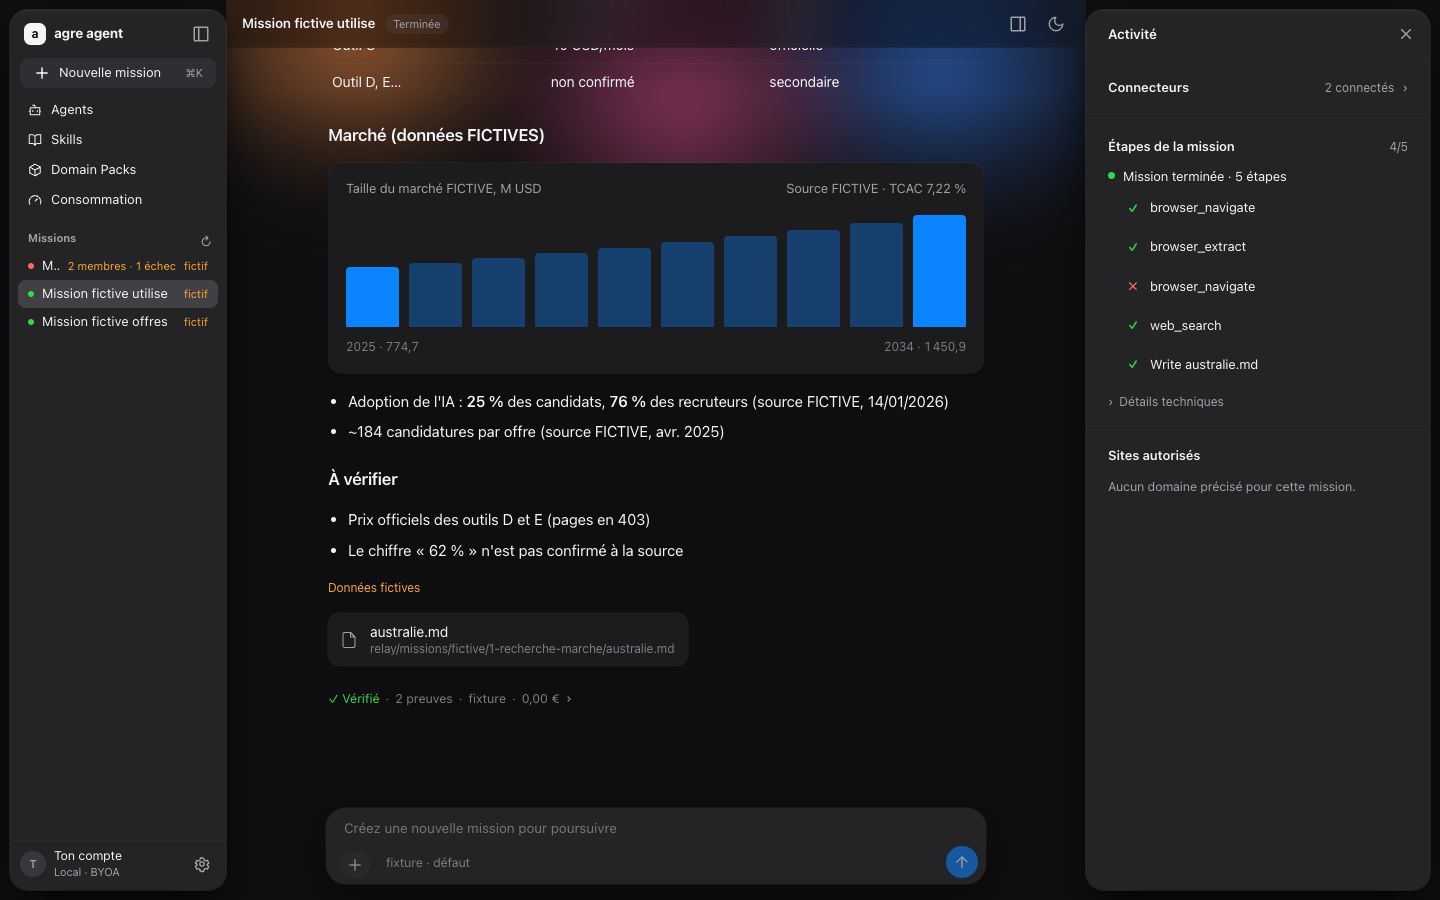 a agre agent
Nouvelle mission ⌘K
Agents
Skills
Domain Packs
Consommation
Missions
M.. 2 membres · 1 échec fictif
Mission fictive utilise fictif
Mission fictive offres fictif
T Ton compte
Local · BYOA
Mission fictive utilise Terminée
Outil D, E... non confirmé secondaire
Marché (données FICTIVES)
Taille du marché FICTIVE, M USD Source FICTIVE · TCAC 7,22 %
2025 · 774,7 2034 · 1 450,9
• Adoption de l'IA : 25 % des candidats, 76 % des recruteurs (source FICTIVE, 14/01/2026)
• ~184 candidatures par offre (source FICTIVE, avr. 2025)
À vérifier
• Prix officiels des outils D et E (pages en 403)
• Le chiffre « 62 % » n'est pas confirmé à la source
Données fictives
australie.md
relay/missions/fictive/1-recherche-marche/australie.md
✓ Vérifié · 2 preuves · fixture · 0,00 € ›
Créez une nouvelle mission pour poursuivre
fixture · défaut
Activité
Connecteurs 2 connectés ›
Étapes de la mission 4/5
Mission terminée · 5 étapes
browser_navigate
browser_extract
browser_navigate
web_search
Write australie.md
› Détails techniques
Sites autorisés
Aucun domaine précisé pour cette mission.